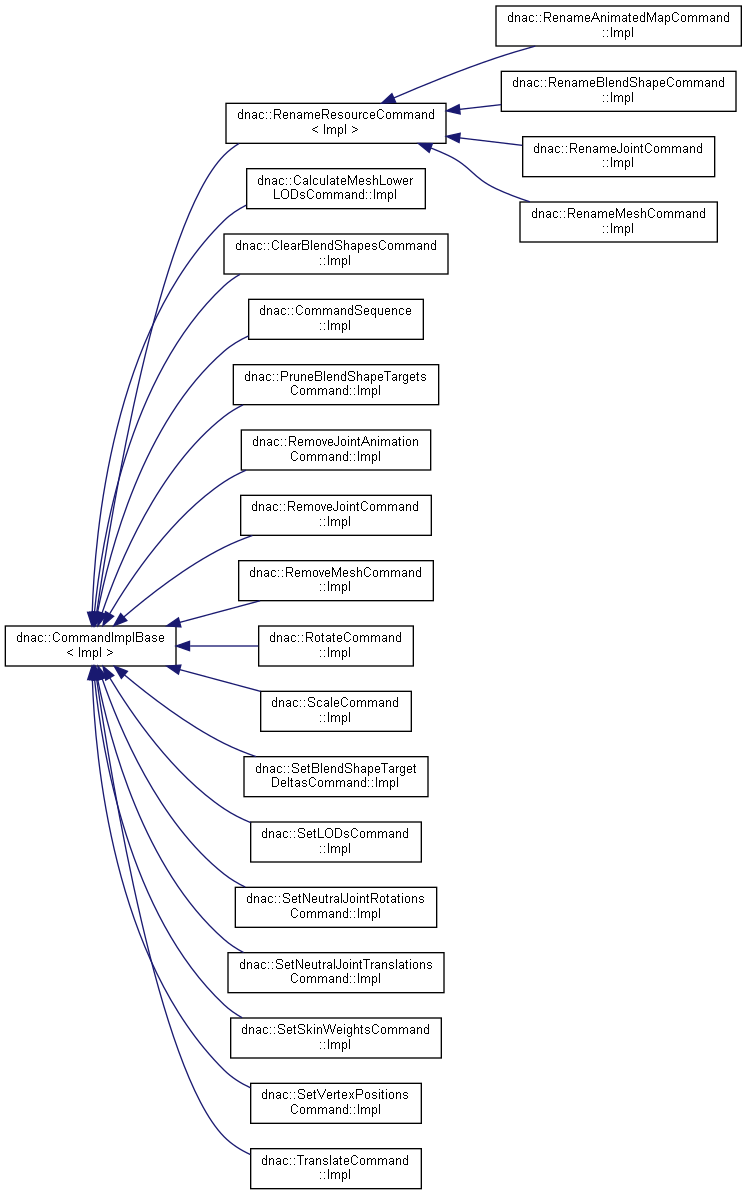 dnac::RenameAnimatedMapCommand
::Impl
dnac::RenameBlendShapeCommand
::Impl
dnac::RenameResourceCommand
< Impl >
dnac::RenameJointCommand
::Impl
dnac::CalculateMeshLower
LODsCommand::Impl
dnac::RenameMeshCommand
::Impl
dnac::ClearBlendShapesCommand
::Impl
dnac::CommandSequence
::Impl
dnac::PruneBlendShapeTargets
Command::Impl
dnac::RemoveJointAnimation
Command::Impl
dnac::RemoveJointCommand
::Impl
dnac::RemoveMeshCommand
::Impl
dnac::CommandImplBase
< Impl >
dnac::RotateCommand
::Impl
dnac::ScaleCommand
::Impl
dnac::SetBlendShapeTarget
DeltasCommand::Impl
dnac::SetLODsCommand
::Impl
dnac::SetNeutralJointRotations
Command::Impl
dnac::SetNeutralJointTranslations
Command::Impl
dnac::SetSkinWeightsCommand
::Impl
dnac::SetVertexPositions
Command::Impl
dnac::TranslateCommand
::Impl